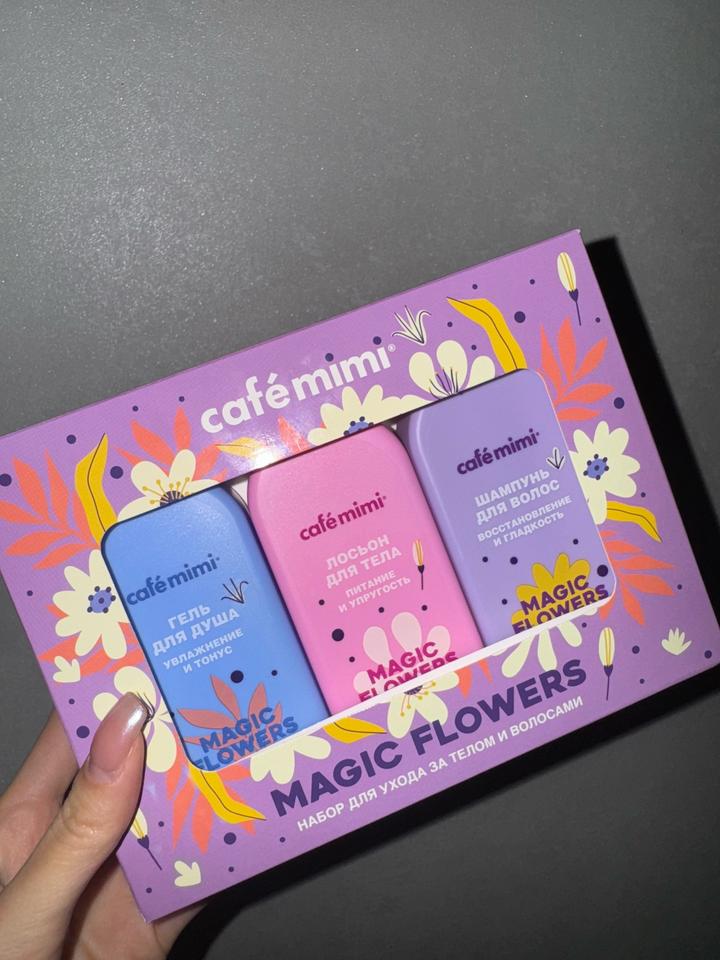 café mimi®
café mimi®
ГЕЛЬ
ДЛЯ ДУША
УВЛАЖНЕНИЕ
И ТОНУС
MAGIC
FLOWERS
café mimi®
ЛОСЬОН
ДЛЯ ТЕЛА
ПИТАНИЕ
И УПРУГОСТЬ
MAGIC
FLOWERS
café mimi®
ШАМПУНЬ
ДЛЯ ВОЛОС
ВОССТАНОВЛЕНИЕ
И ГЛАДКОСТЬ
MAGIC
FLOWERS
MAGIC FLOWERS
НАБОР ДЛЯ УХОДА ЗА ТЕЛОМ И ВОЛОСАМИ